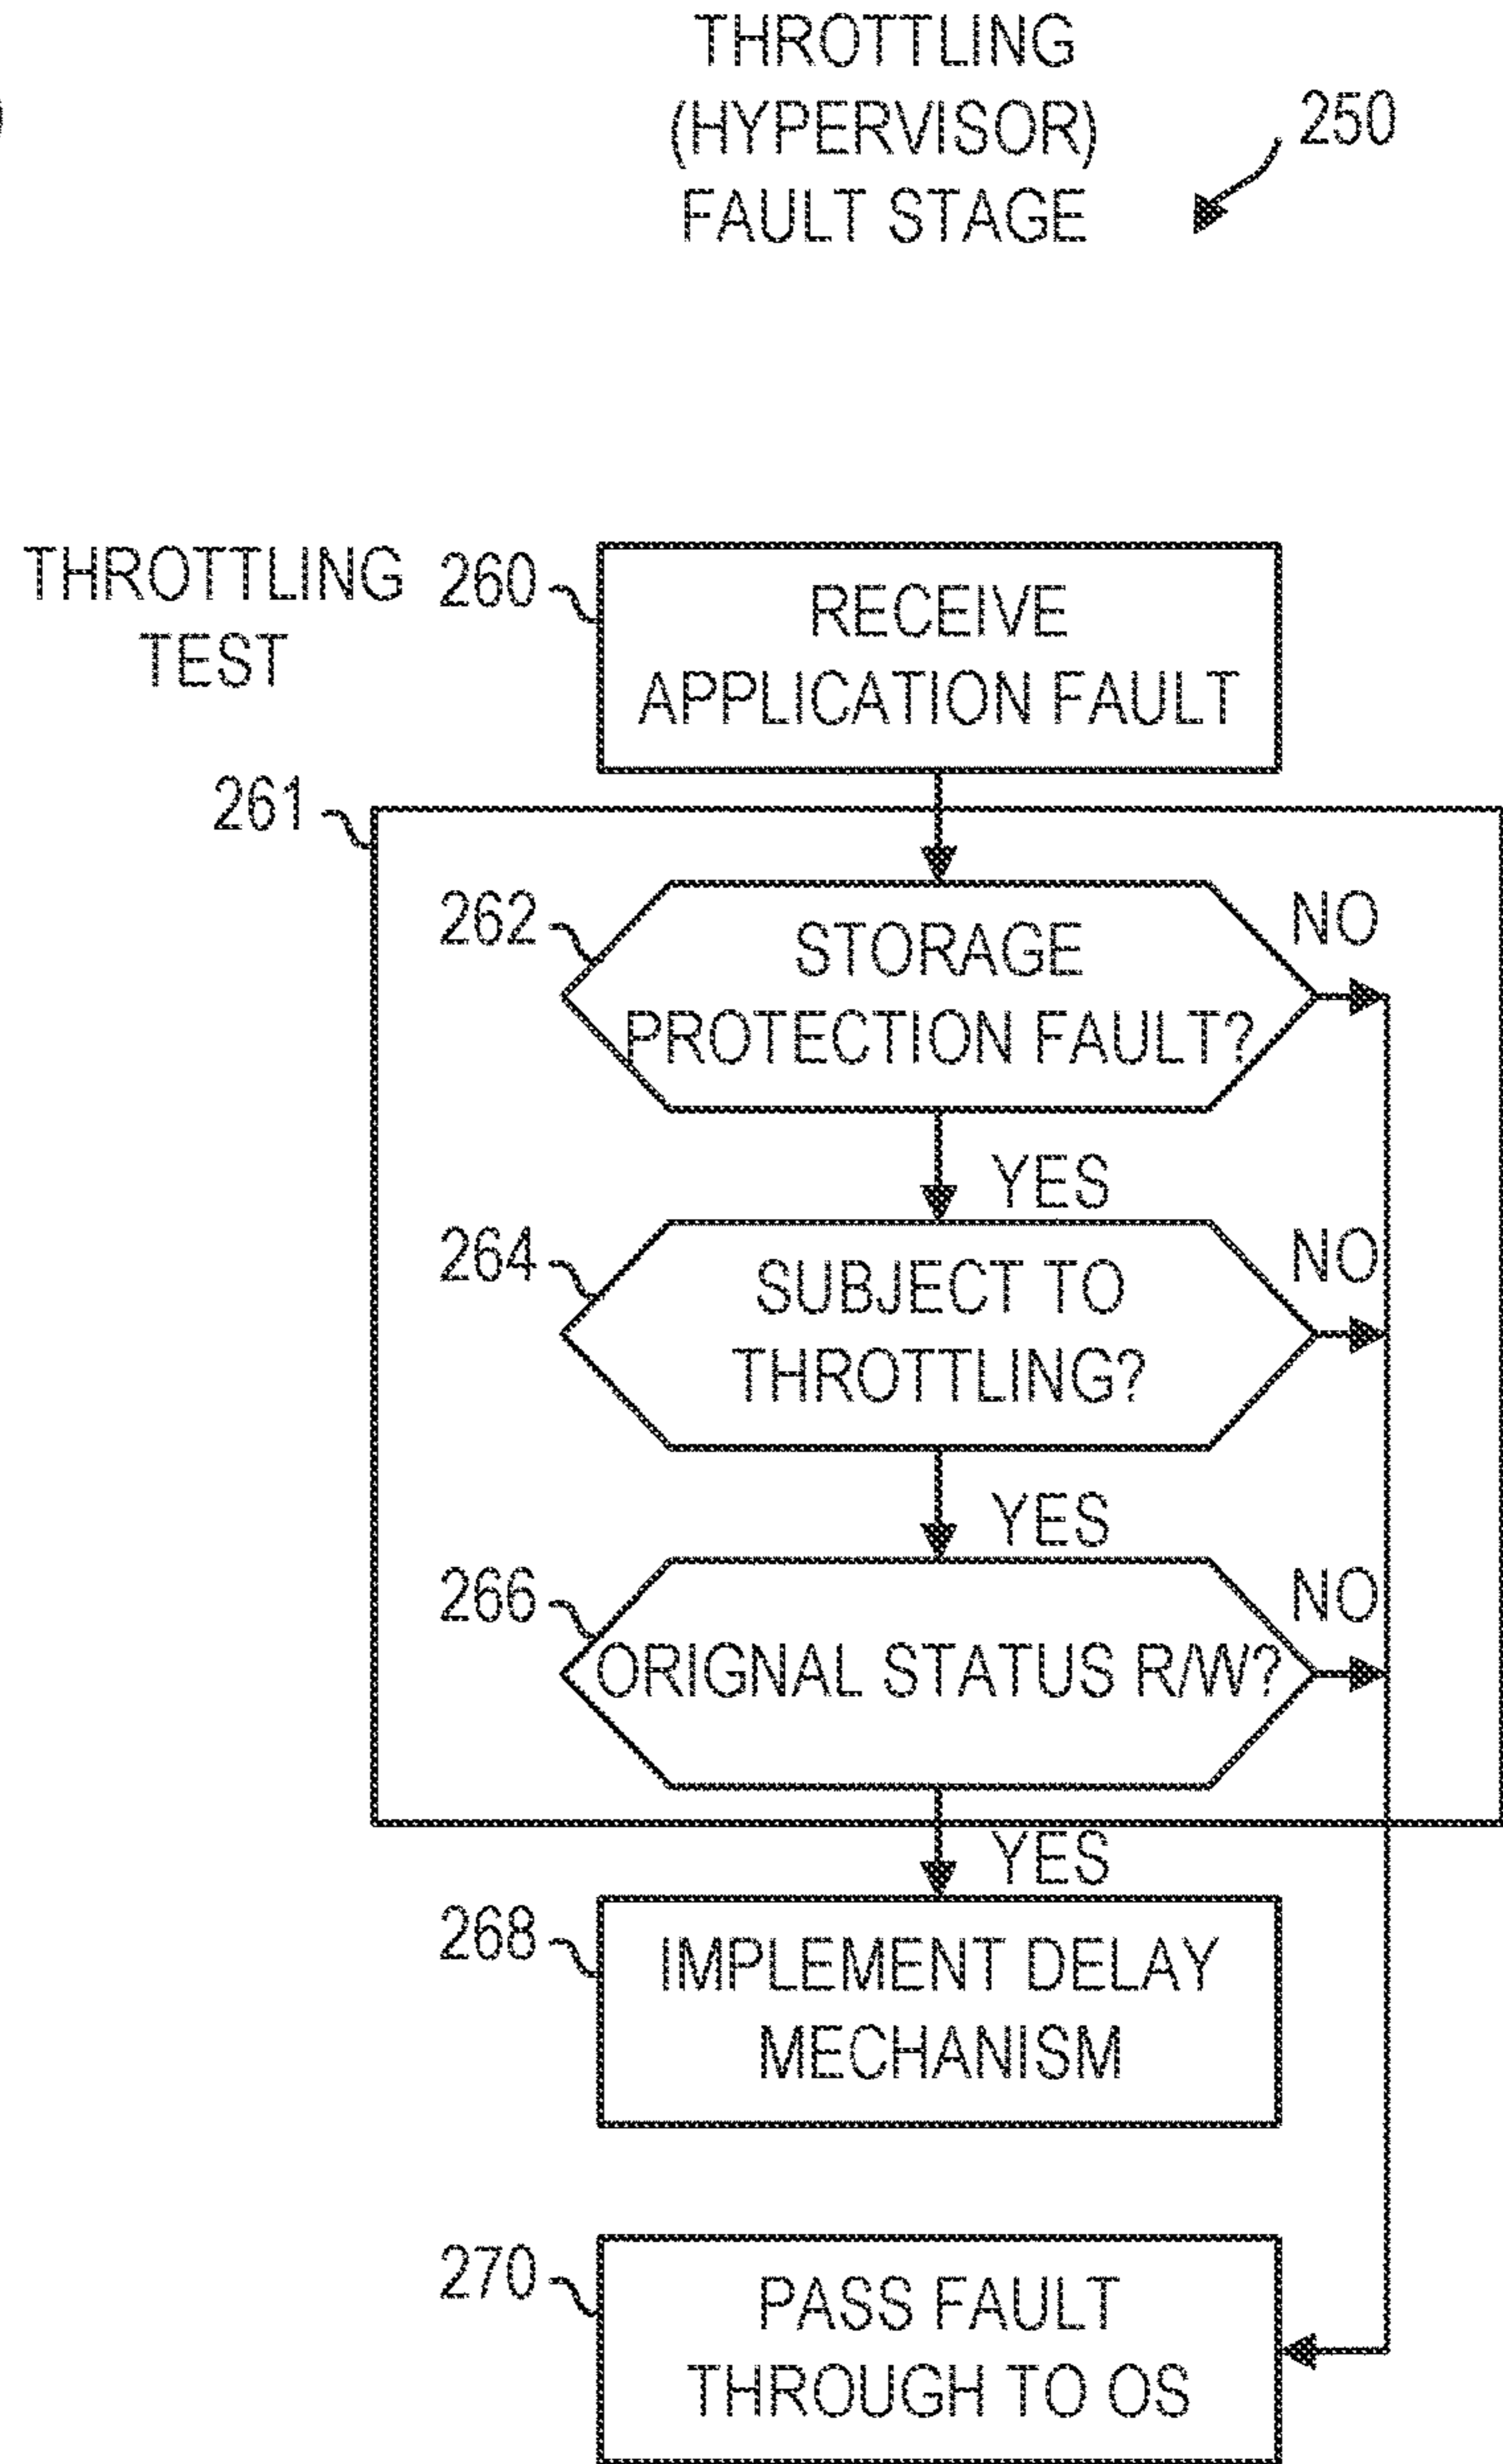 THROTTLING
(HYPERVISOR)
FAULT STAGE
250
THROTTLING
TEST
260
RECEIVE
APPLICATION FAULT
261
262
STORAGE
PROTECTION FAULT?
NO
YES
264
SUBJECT TO
THROTTLING?
NO
YES
266
ORIGNAL STATUS R/W?
NO
YES
268
IMPLEMENT DELAY
MECHANISM
270
PASS FAULT
THROUGH TO OS